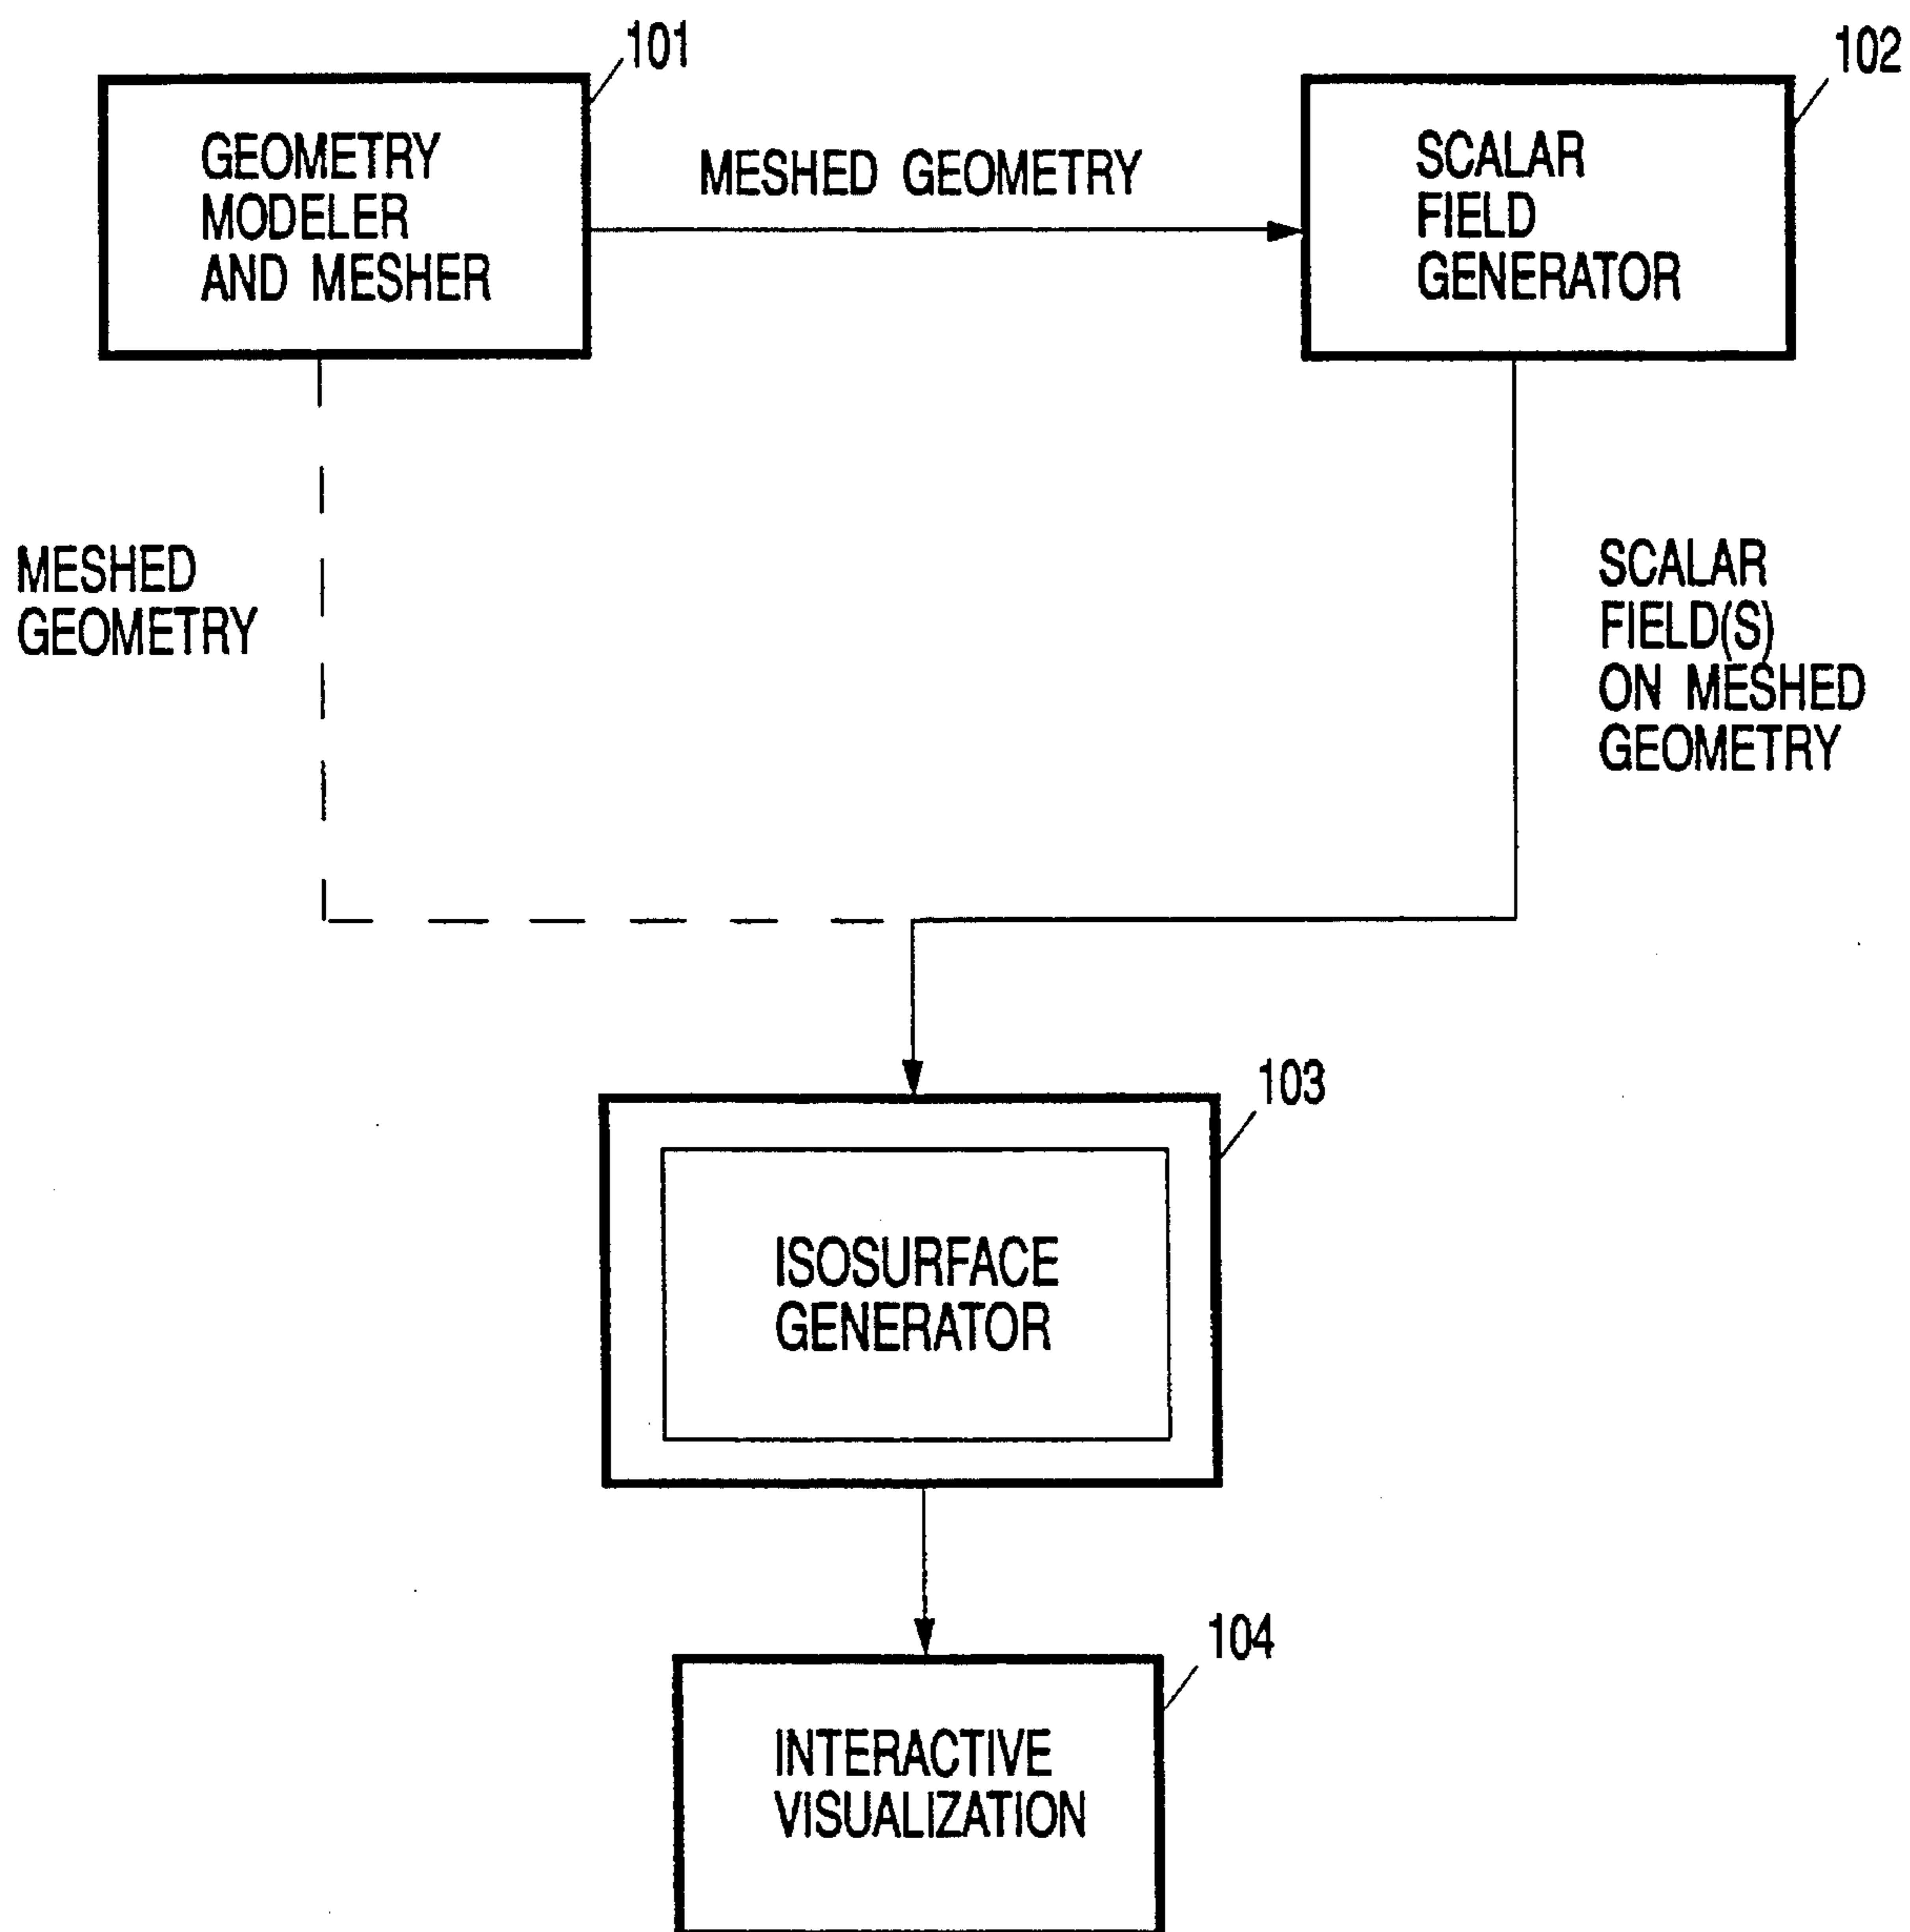 101
102
GEOMETRY
MODELER
AND MESHER
MESHED GEOMETRY
SCALAR
FIELD
GENERATOR
MESHED
GEOMETRY
SCALAR
FIELD(S)
ON MESHED
GEOMETRY
103
ISOSURFACE
GENERATOR
104
INTERACTIVE
VISUALIZATION